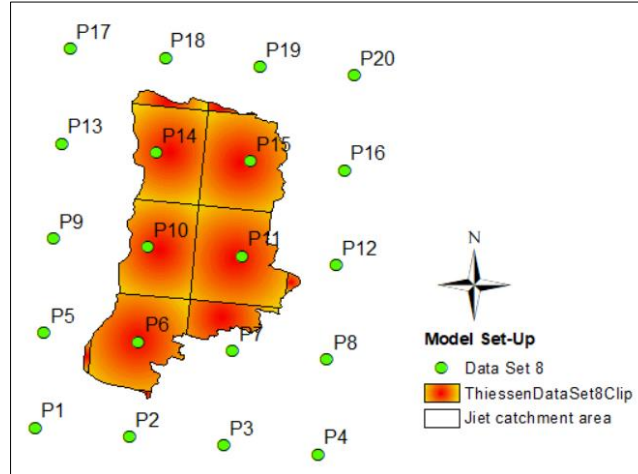 P17
P18
P19
P20
P13
P14
P15
P16
P9
P10
P11
P12
P5
P6
P7
P8
P1
P2
P3
P4
N
Model Set-Up
Data Set 8
ThiessenDataSet8Clip
Jiet catchment area